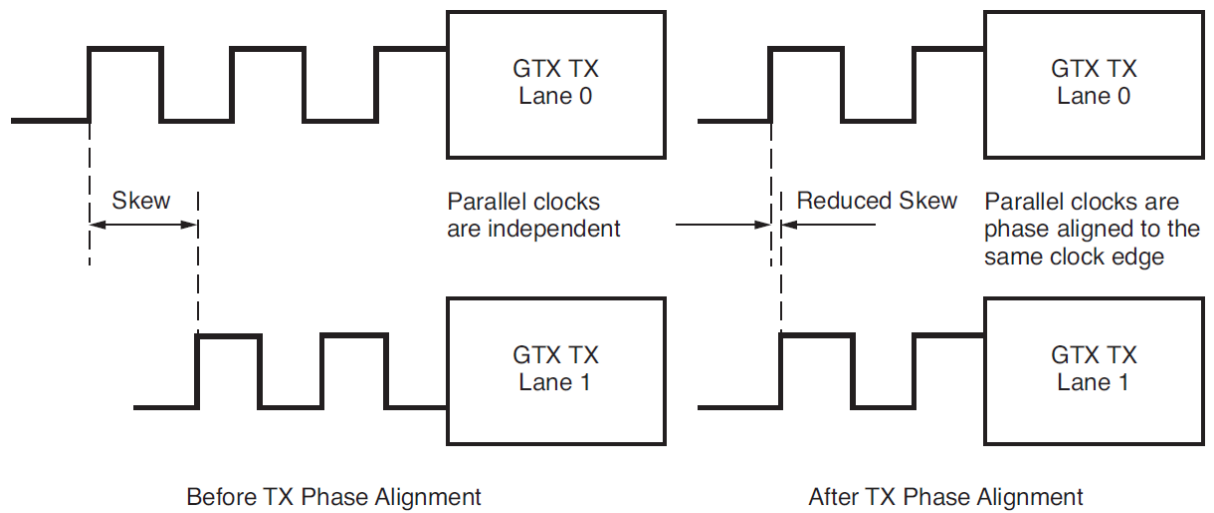 GTX TX
Lane 0
Skew
Parallel clocks
are independent
GTX TX
Lane 1
Before TX Phase Alignment
GTX TX
Lane 0
Reduced Skew
Parallel clocks are
phase aligned to the
same clock edge
GTX TX
Lane 1
After TX Phase Alignment